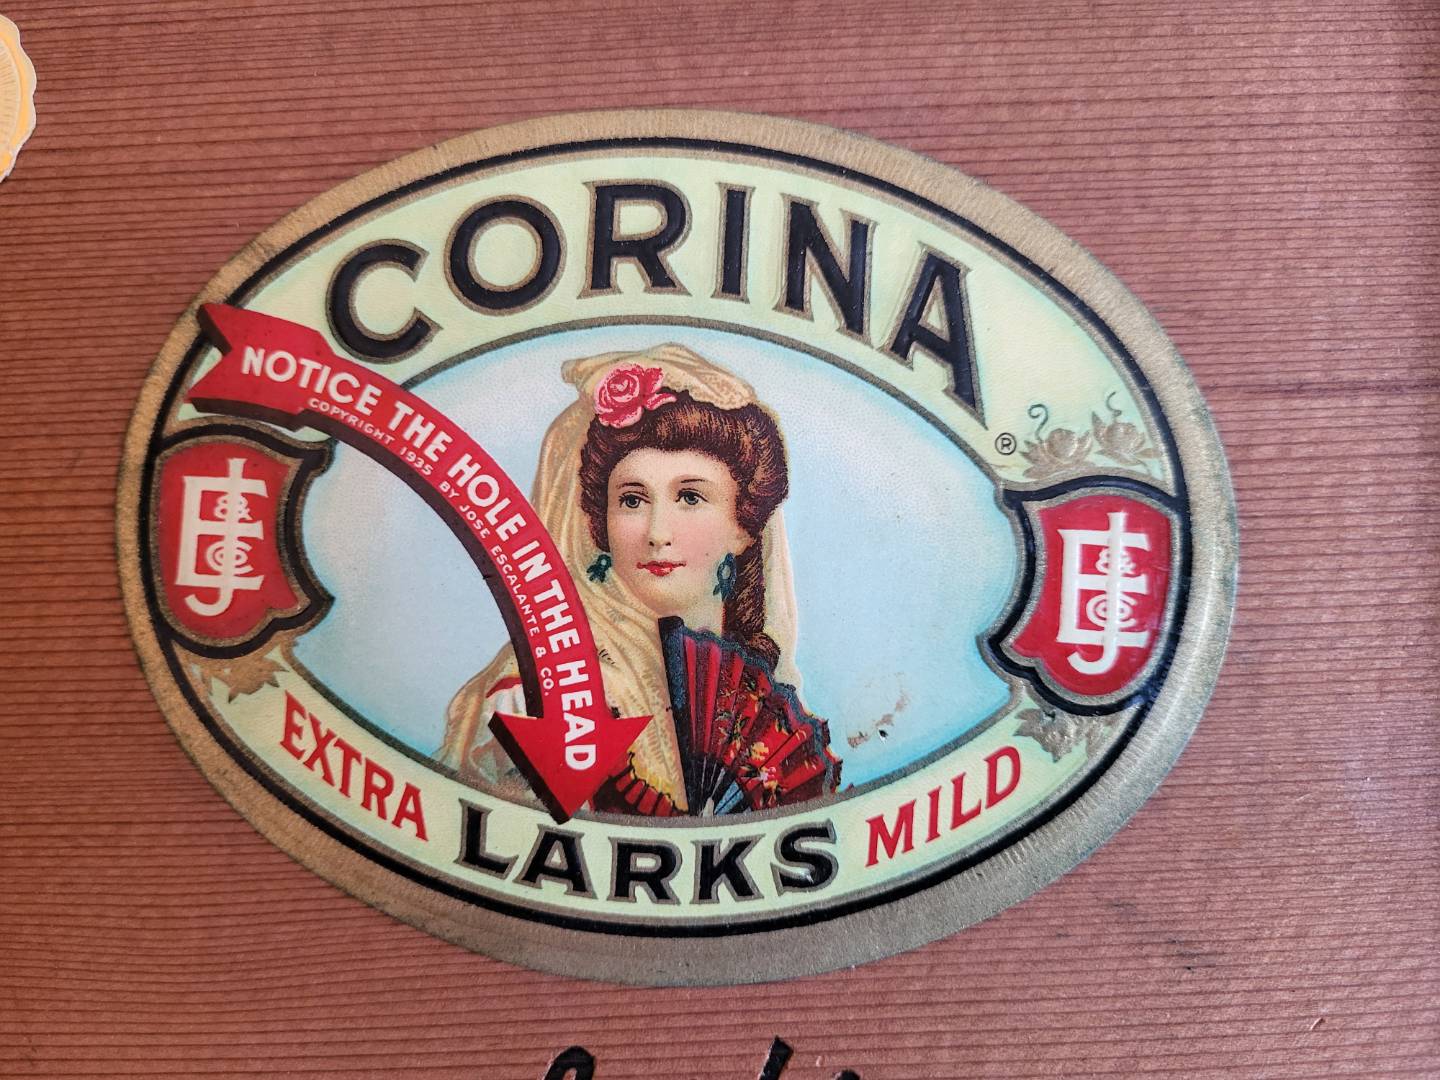 CORINA
®
NOTICE THE HOLE IN THE HEAD
COPYRIGHT 1935 BY JOSE ESCALANTE & CO.
EXTRA LARKS MILD